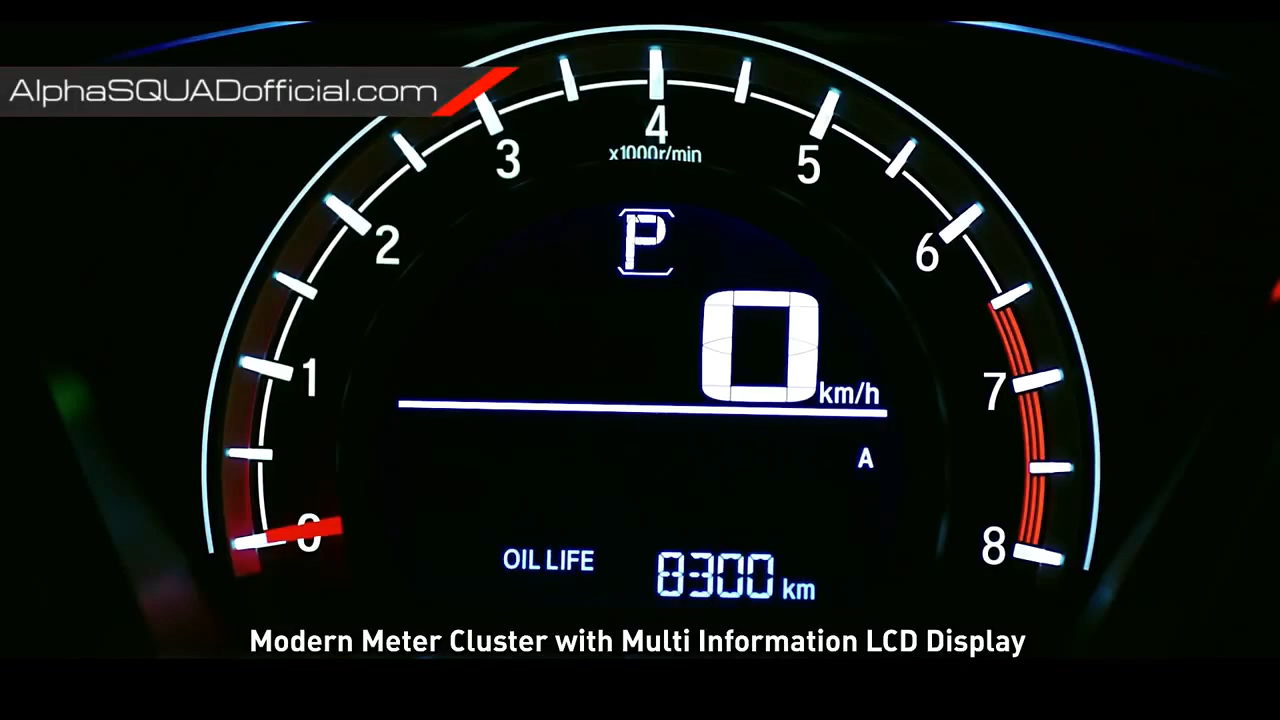 AlphaSQUADofficial.com
4
x1000r/min
3
5
2
6
1
7
0
8
P
0 km/h
A
OIL LIFE 8300 km
Modern Meter Cluster with Multi Information LCD Display